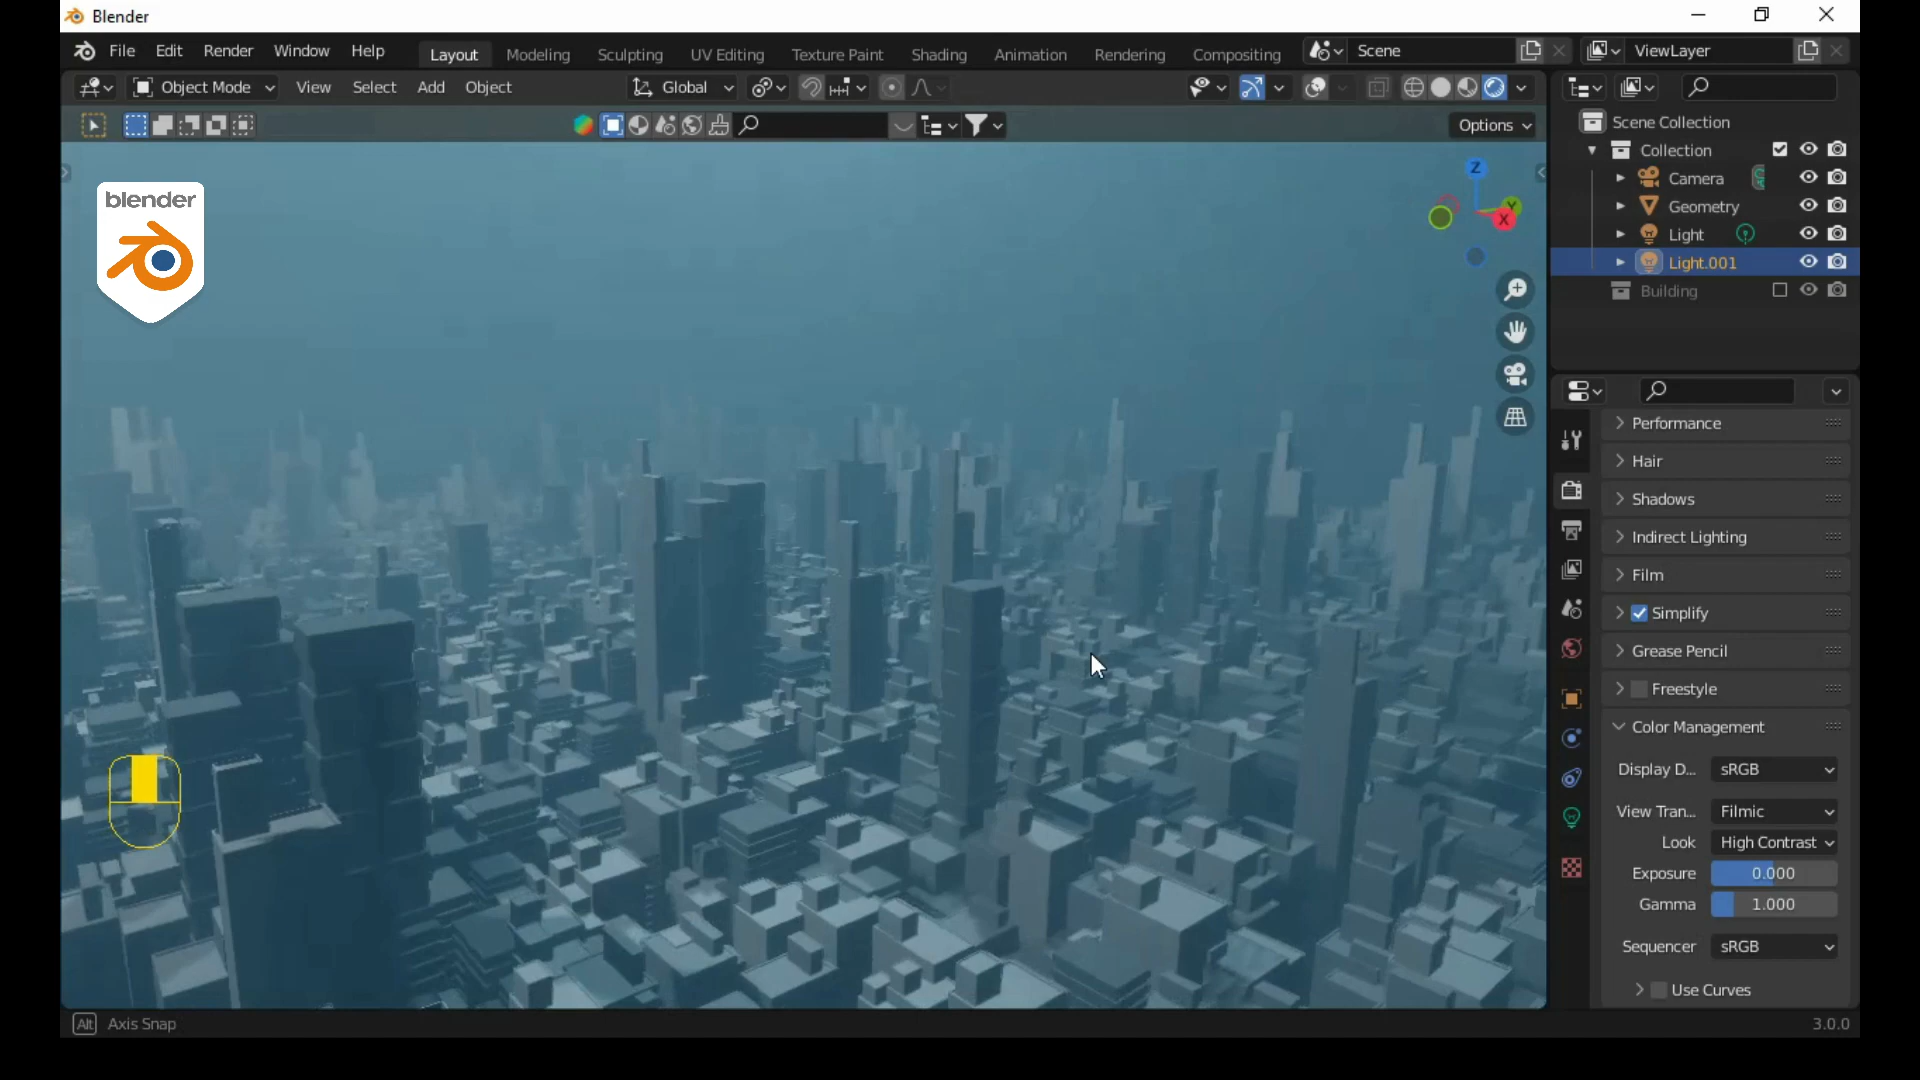 Blender
File Edit Render Window Help Layout Modeling Sculpting UV Editing Texture Paint Shading Animation Rendering Compositing Scene ViewLayer
Object Mode View Select Add Object Global
Options
Scene Collection
Collection
Camera
Geometry
Light
Light.001
Building
blender
Z
Y
X
Performance
Hair
Shadows
Indirect Lighting
Film
Simplify
Grease Pencil
Freestyle
Color Management
Display D... sRGB
View Tran... Filmic
Look High Contrast
Exposure 0.000
Gamma 1.000
Sequencer sRGB
Use Curves
Alt Axis Snap
3.0.0